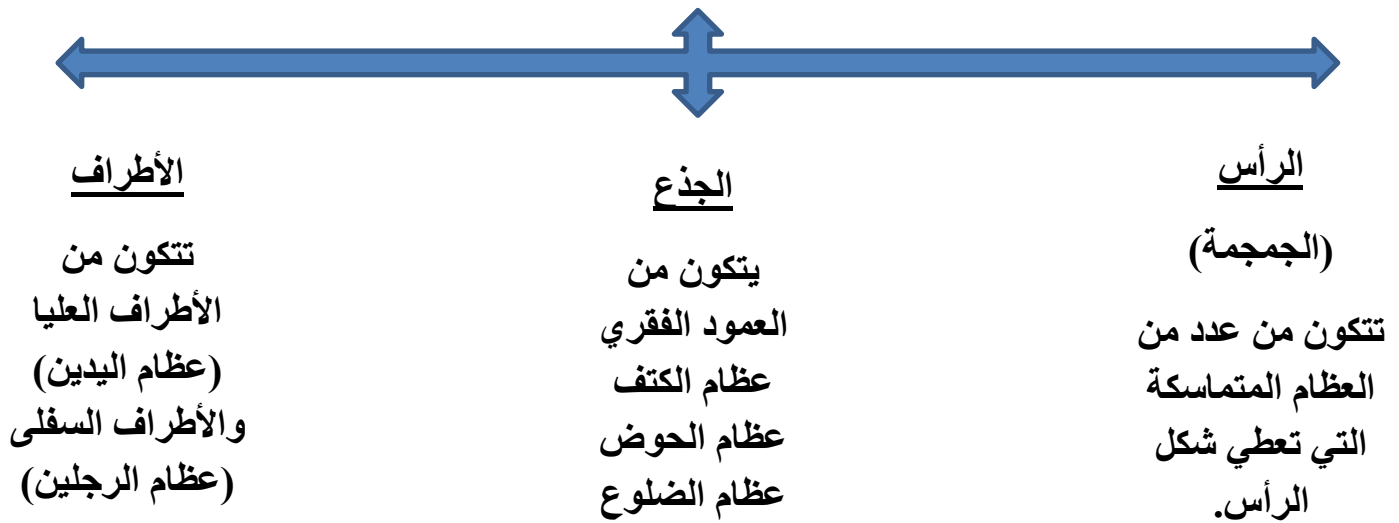 الرأس
(الجمجمة)
تتكون من عدد من
العظام المتماسكة
التي تعطي شكل
الرأس.
الجذع
يتكون من
العمود الفقري
عظام الكتف
عظام الحوض
عظام الضلوع
الأطراف
تتكون من
الأطراف العليا
(عظام اليدين)
والأطراف السفلى
(عظام الرجلين)